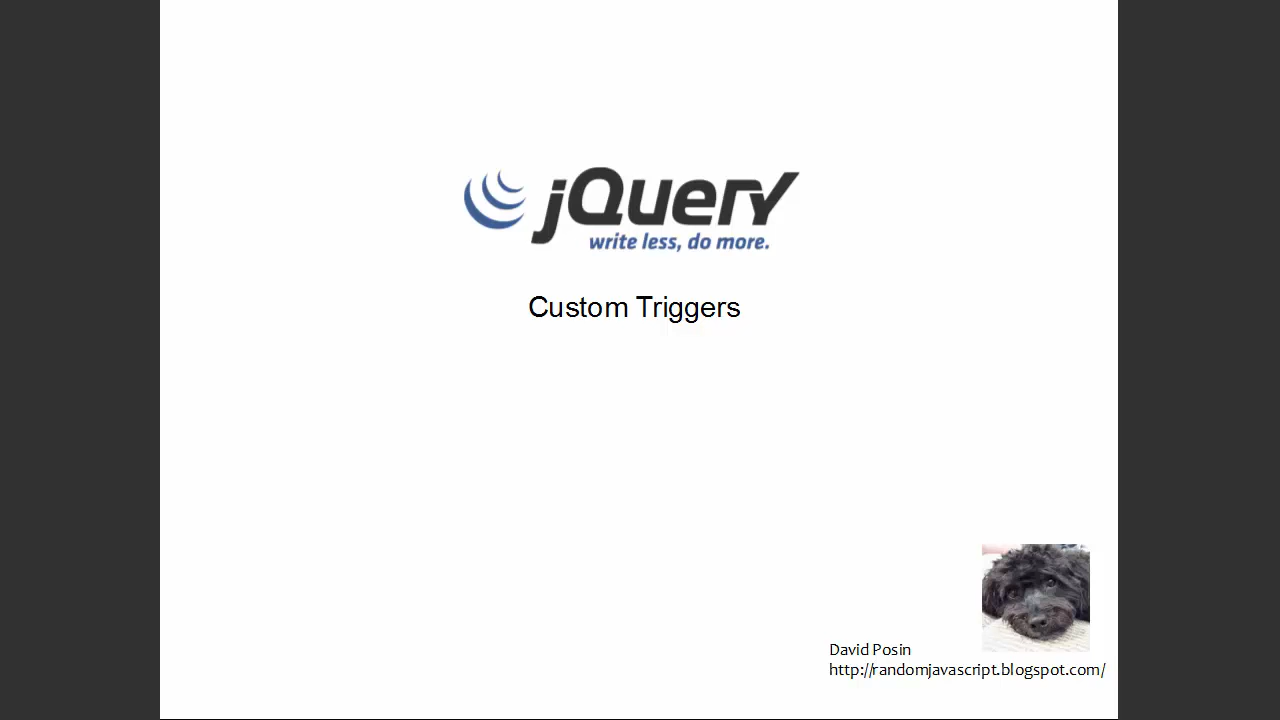 jQuery
write less, do more.
Custom Triggers
David Posin
http://randomjavascript.blogspot.com/